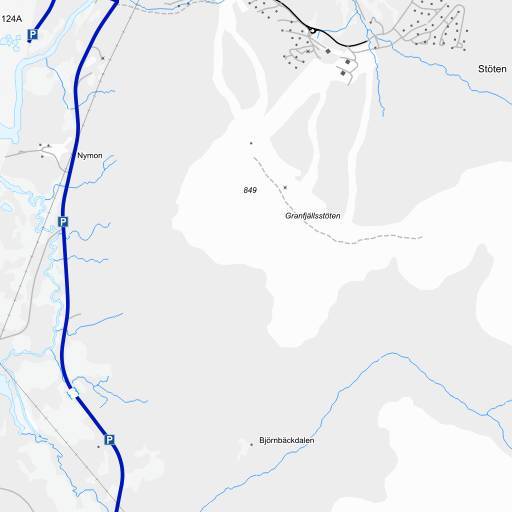 124A
P
Stöten
Nymon
849
Granfjällsstöten
P
Björnbäckdalen
P